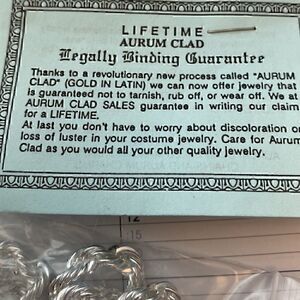 LIFETIME
AURUM CLAD
Legally Binding Guarantee
Thanks to a revolutionary new process called "AURUM
CLAD" (GOLD IN LATIN) we can now offer jewelry that
is guaranteed not to tarnish, rub off, or wear off. We at
AURUM CLAD SALES guarantee in writing our claim
for a LIFETIME.
At last you don't have to worry about discoloration or
loss of luster in your costume jewelry. Care for Aurum
Clad as you would all your other quality jewelry.
12
:15